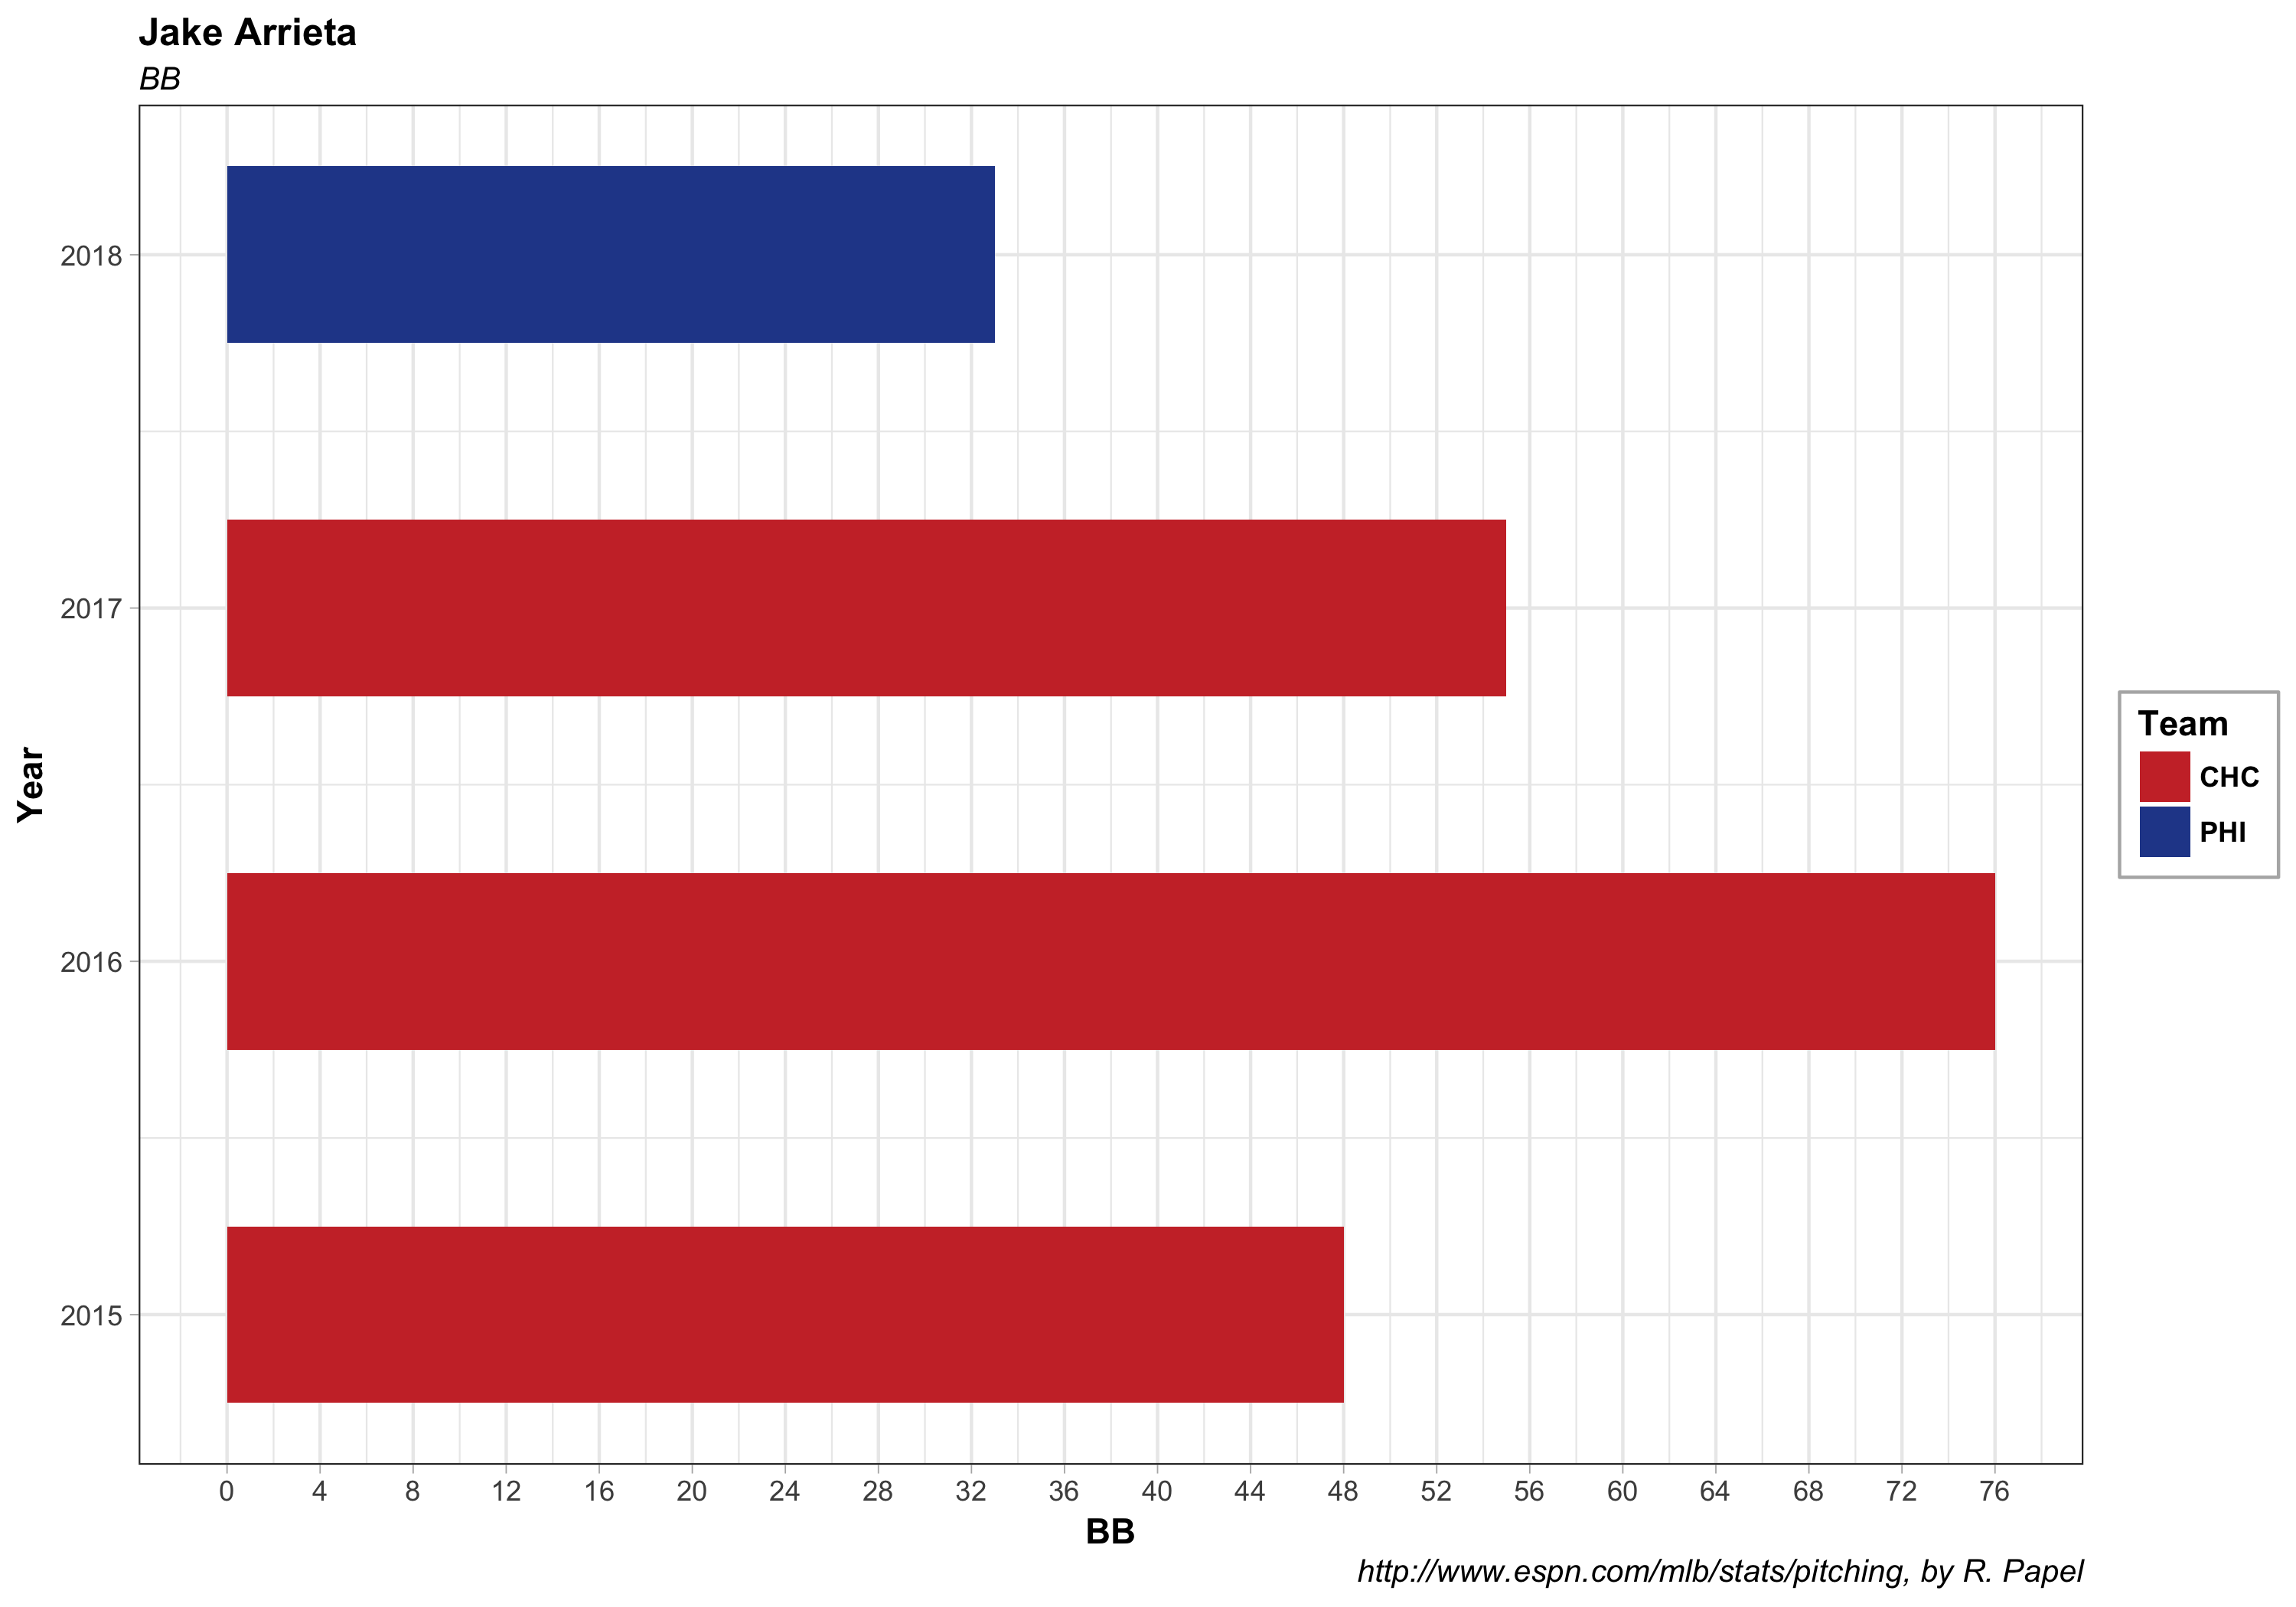 Jake Arrieta
BB
2018
2017
2016
2015
Year
0 4 8 12 16 20 24 28 32 36 40 44 48 52 56 60 64 68 72 76
BB
Team
CHC
PHI
http://www.espn.com/mlb/stats/pitching, by R. Papel